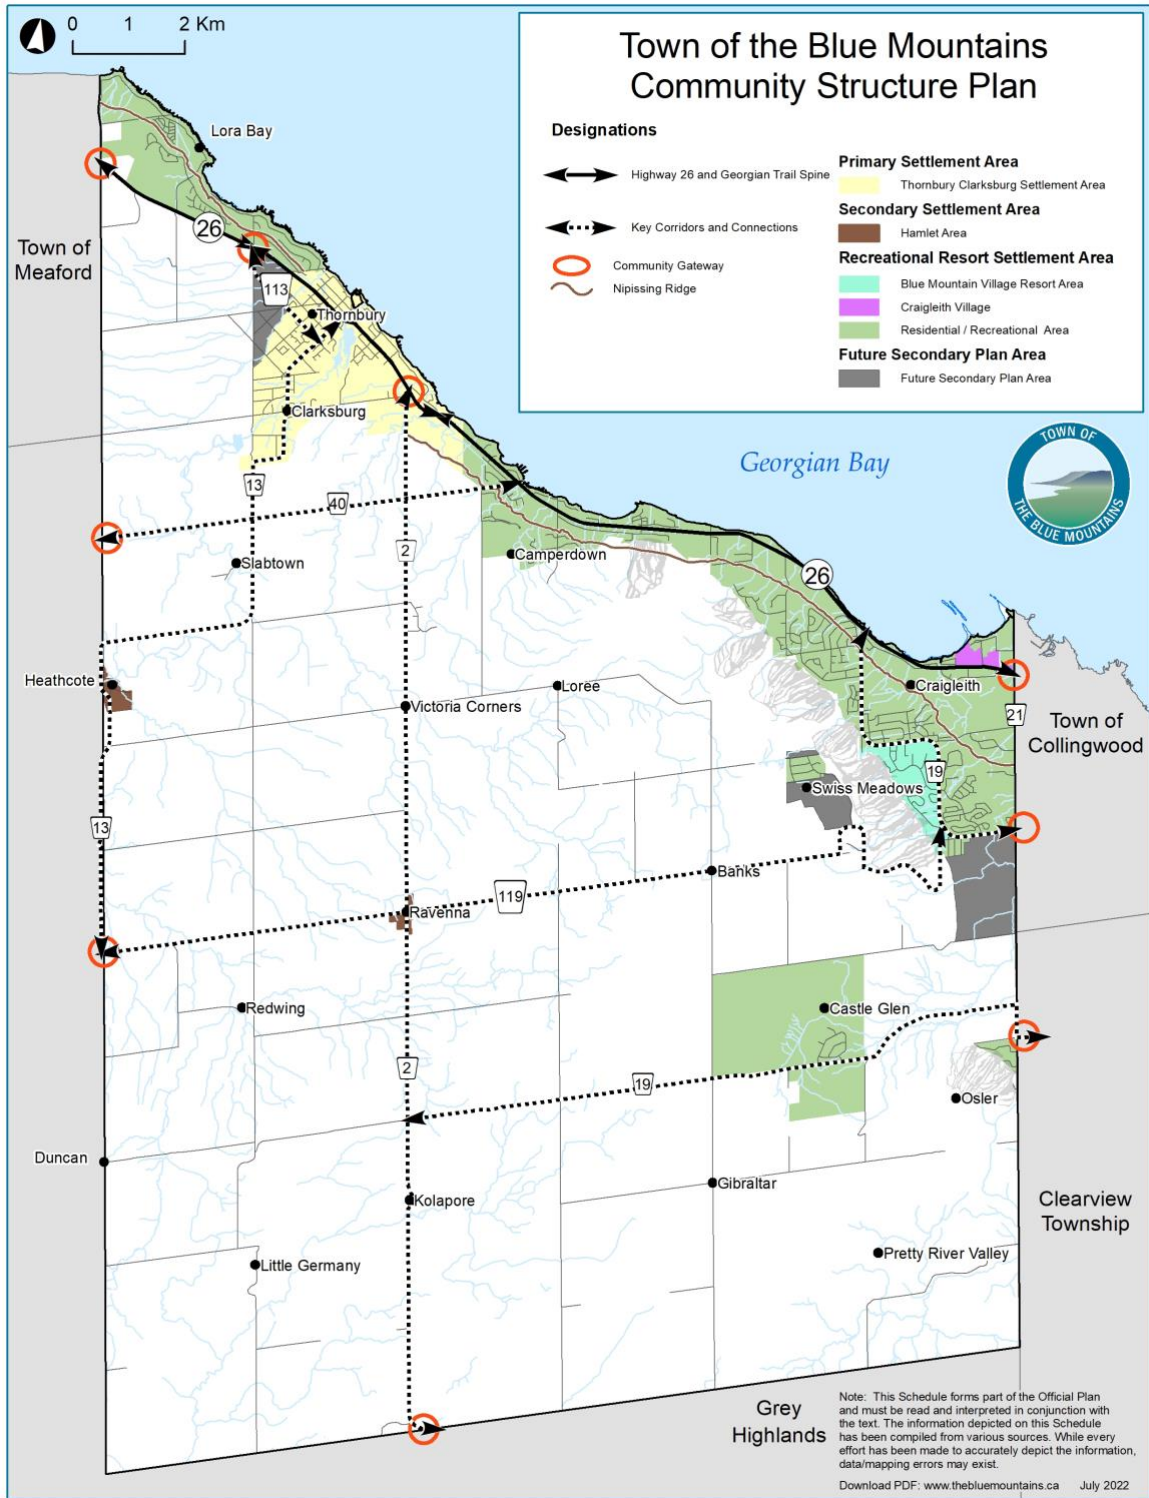 0 1 2 Km
Town of the Blue Mountains
Community Structure Plan
Designations
Highway 26 and Georgian Trail Spine
Key Corridors and Connections
Community Gateway
Nipissing Ridge
Primary Settlement Area
Thornbury Clarksburg Settlement Area
Secondary Settlement Area
Hamlet Area
Recreational Resort Settlement Area
Blue Mountain Village Resort Area
Craigleith Village
Residential / Recreational Area
Future Secondary Plan Area
Future Secondary Plan Area
Lora Bay
26
Town of
Meaford
113
Thornbury
Clarksburg
Georgian Bay
TOWN OF
THE BLUE MOUNTAINS
13
40
2
Slabtown
Camperdown
26
Heathcote
Loree
Craigleith
Victoria Corners
21
Town of
Collingwood
19
Swiss Meadows
13
Banks
119
Ravenna
Redwing
Castle Glen
2
19
Osler
Duncan
Gibraltar
Kolapore
Clearview
Township
Pretty River Valley
Little Germany
Grey
Highlands
Note: This Schedule forms part of the Official Plan
and must be read and interpreted in conjunction with
the text. The information depicted on this Schedule
has been compiled from various sources. While every
effort has been made to accurately depict the information,
data/mapping errors may exist.
Download PDF: www.thebluemountains.ca July 2022